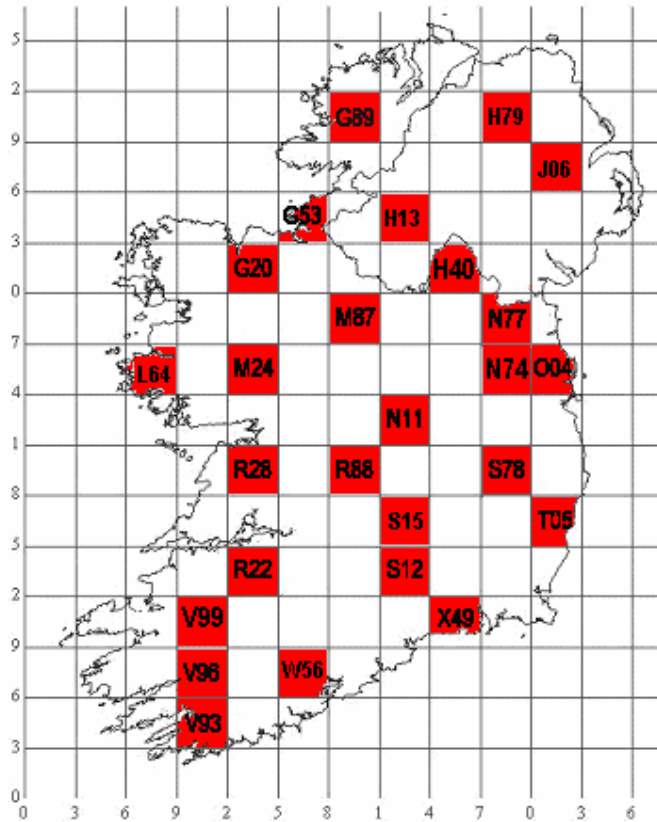 5
2
G89 H79
9
J06
6
G53 H13
3
G20 H40
0
M87 N77
7
L64 M24 N74 O04
4
N11
1
R28 R88 S78
8
S15 T05
5
R22 S12
2
V99 X49
9
V96 W56
6
V93
3
0
0 3 6 9 2 5 8 1 4 7 0 3 6